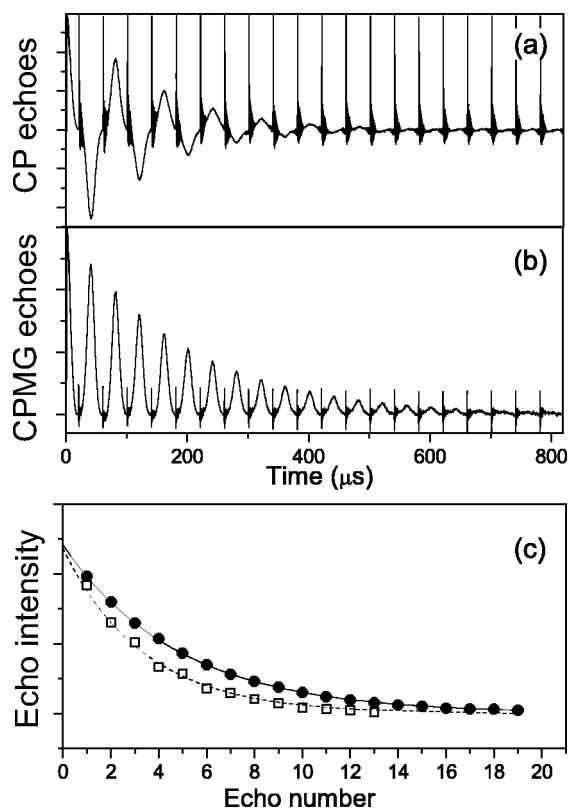 (a)
CP echoes
(b)
CPMG echoes
0 200 400 600 800
Time (μs)
(c)
Echo intensity
0 2 4 6 8 10 12 14 16 18 20
Echo number